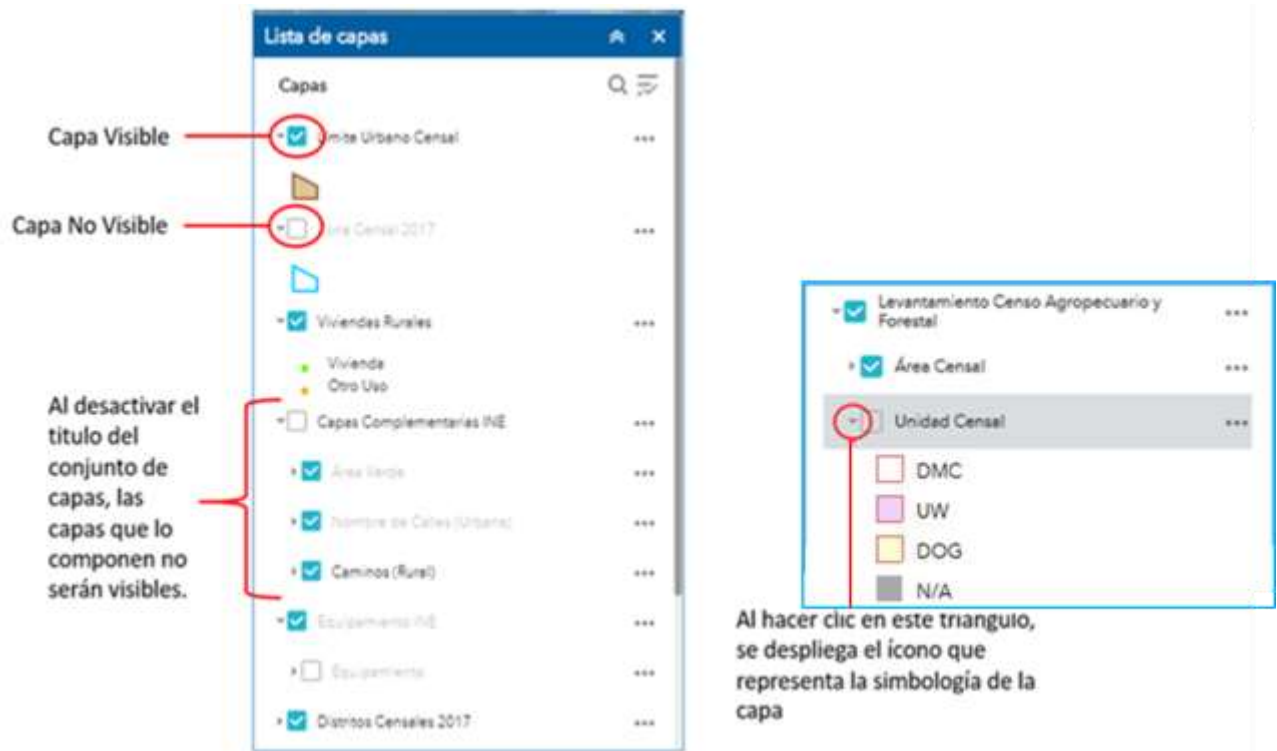 Lista de capas
Capas
Capa Visible
Límite Urbano Censal
Capa No Visible
Censal 2017
Viviendas Rurales
Vivienda
Otro Uso
Al desactivar el
titulo del
conjunto de
capas, las
capas que lo
componen no
serán visibles.
Capas Complementarias INE
Área Verde
Nombre de Calles (Urbano)
Caminos (Rural)
Equipamiento INE
Equipamiento
Distritos Censales 2017
Levantamiento Censo Agropecuario y
Forestal
Área Censal
Unidad Censal
DMC
UW
DOG
N/A
Al hacer clic en este triangulo,
se despliega el ícono que
representa la simbología de la
capa